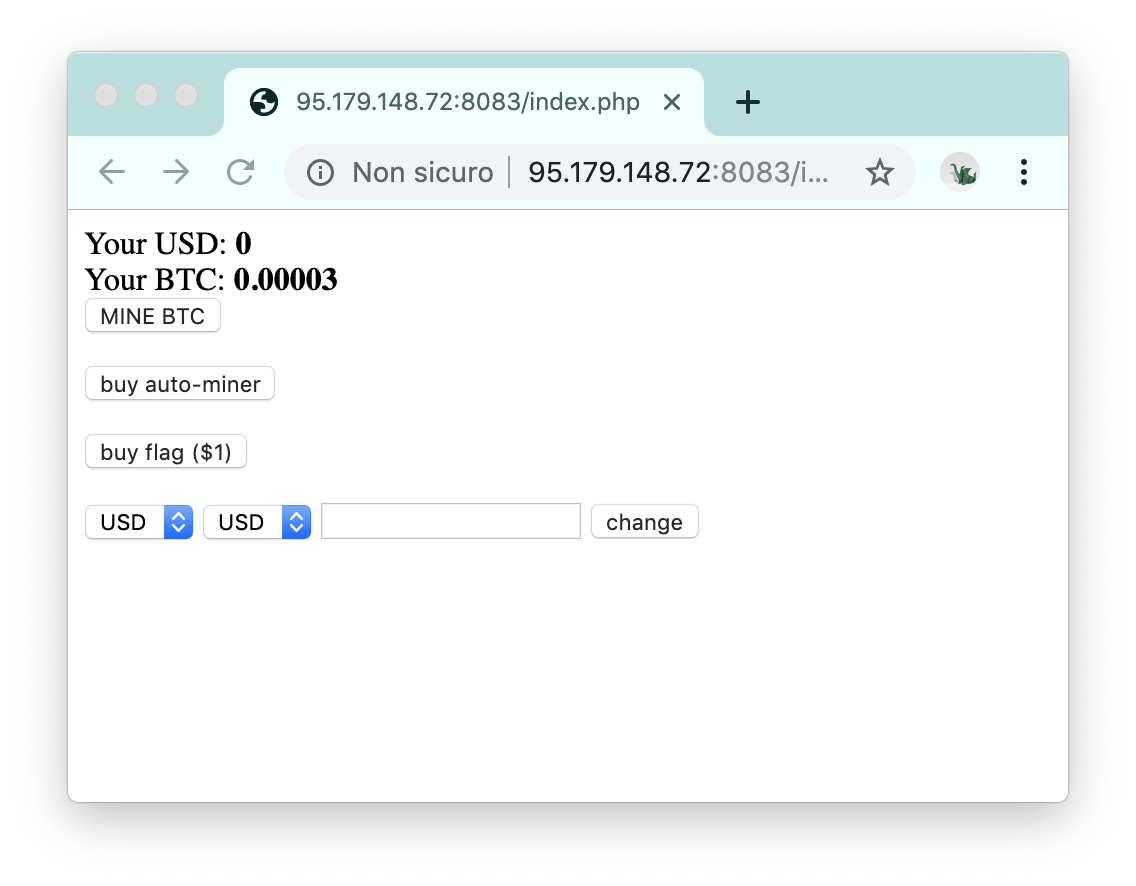 95.179.148.72:8083/index.php
Non sicuro 95.179.148.72:8083/i...
Your USD: 0
Your BTC: 0.00003
MINE BTC
buy auto-miner
buy flag ($1)
USD USD change